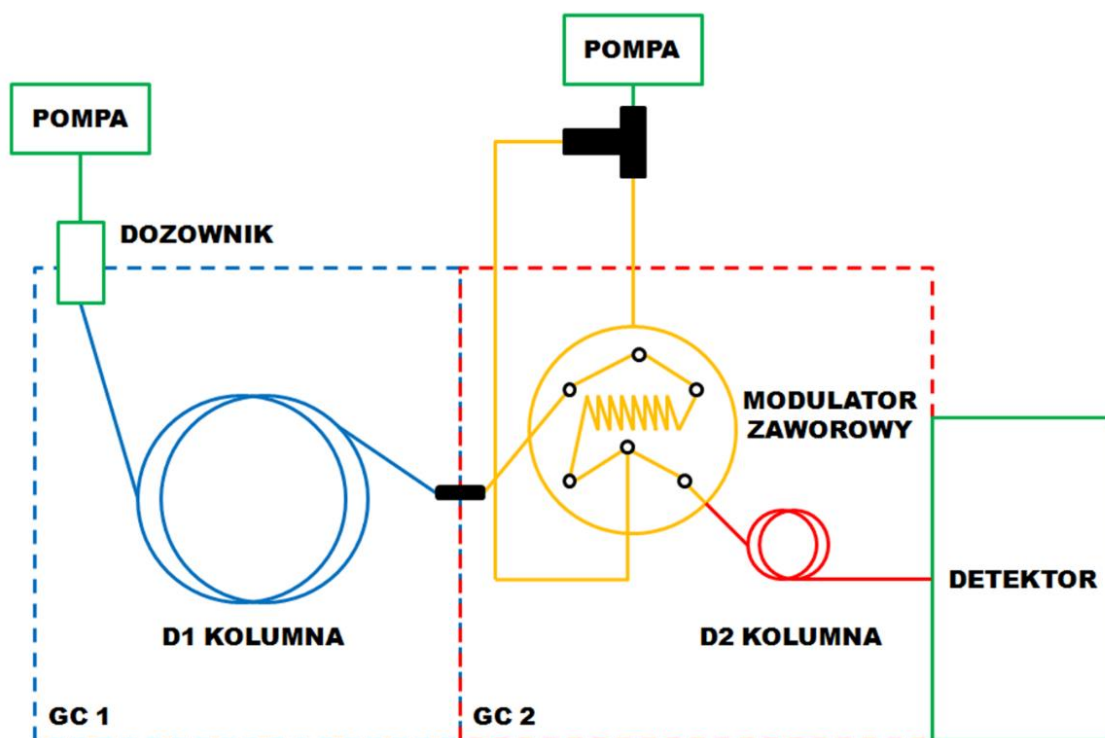 POMPA
POMPA
DOZOWNIK
MODULATOR
ZAWOROWY
DETEKTOR
D1 KOLUMNA
D2 KOLUMNA
GC 1
GC 2